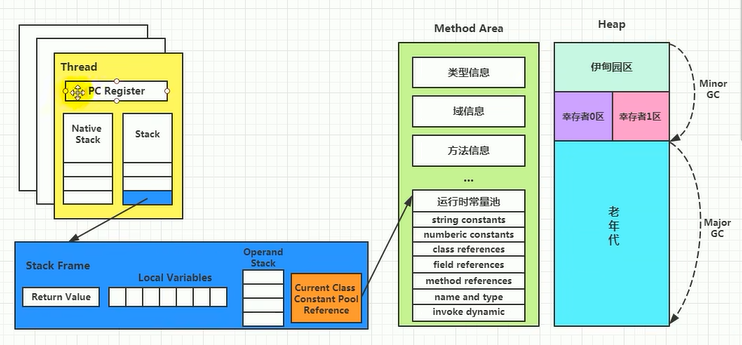 Thread
PC Register
Native
Stack
Stack
Stack Frame
Return Value
Local Variables
Operand
Stack
Current Class
Constant Pool
Reference
Method Area
类型信息
域信息
方法信息
...
运行时常量池
string constants
numberic constants
class references
field references
method references
name and type
invoke dynamic
Heap
伊甸园区
幸存者0区
幸存者1区
老
年
代
Minor
GC
Major
GC